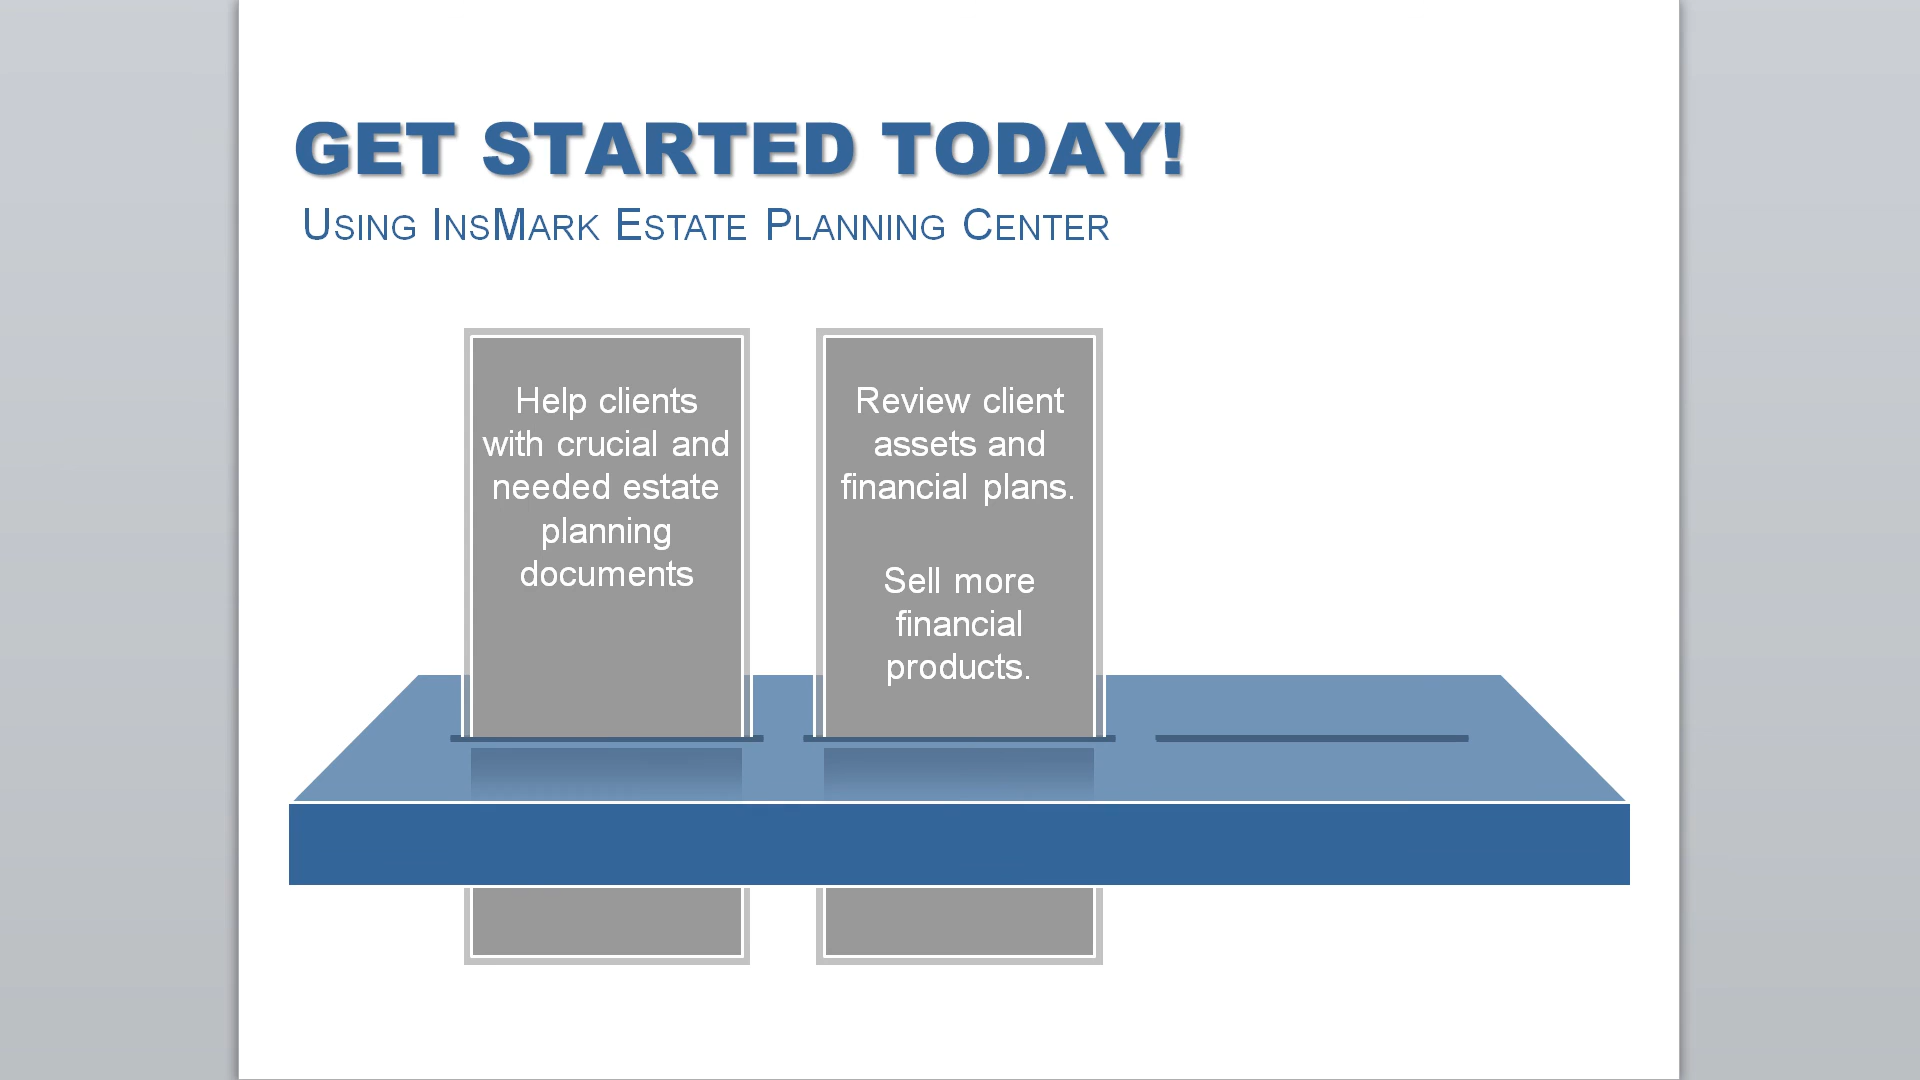 GET STARTED TODAY!
USING INSMARK ESTATE PLANNING CENTER
Help clients
with crucial and
needed estate
planning
documents
Review client
assets and
financial plans.
Sell more
financial
products.